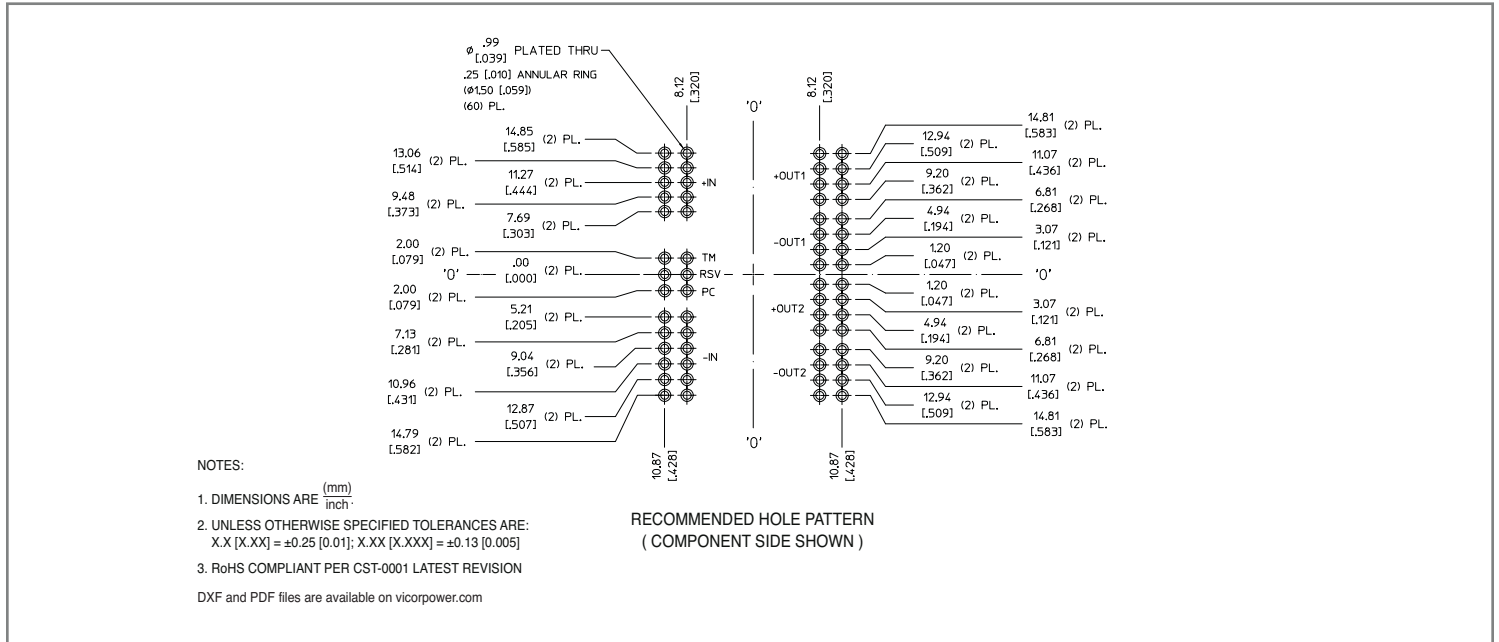 ø .99 [.039] PLATED THRU
.25 [.010] ANNULAR RING
(ø1.50 [.059])
(60) PL.
8.12 [.320]
'0'
8.12 [.320]
14.85 [.585] (2) PL.
13.06 [.514] (2) PL.
11.27 [.444] (2) PL.
+IN
9.48 [.373] (2) PL.
7.69 [.303] (2) PL.
2.00 [.079] (2) PL.
TM
'0'
.00 [.000] (2) PL.
RSV
2.00 [.079] (2) PL.
PC
5.21 [.205] (2) PL.
7.13 [.281] (2) PL.
9.04 [.356] (2) PL.
-IN
10.96 [.431] (2) PL.
12.87 [.507] (2) PL.
14.79 [.582] (2) PL.
10.87 [.428]
'0'
10.87 [.428]
14.81 [.583] (2) PL.
12.94 [.509] (2) PL.
11.07 [.436] (2) PL.
+OUT1
9.20 [.362] (2) PL.
6.81 [.268] (2) PL.
4.94 [.194] (2) PL.
-OUT1
3.07 [.121] (2) PL.
1.20 [.047] (2) PL.
'0'
1.20 [.047] (2) PL.
+OUT2
3.07 [.121] (2) PL.
4.94 [.194] (2) PL.
6.81 [.268] (2) PL.
9.20 [.362] (2) PL.
-OUT2
11.07 [.436] (2) PL.
12.94 [.509] (2) PL.
14.81 [.583] (2) PL.
RECOMMENDED HOLE PATTERN
( COMPONENT SIDE SHOWN )
NOTES:
1. DIMENSIONS ARE (mm)/inch.
2. UNLESS OTHERWISE SPECIFIED TOLERANCES ARE:
X.X [X.XX] = ±0.25 [0.01]; X.XX [X.XXX] = ±0.13 [0.005]
3. RoHS COMPLIANT PER CST-0001 LATEST REVISION
DXF and PDF files are available on vicorpower.com